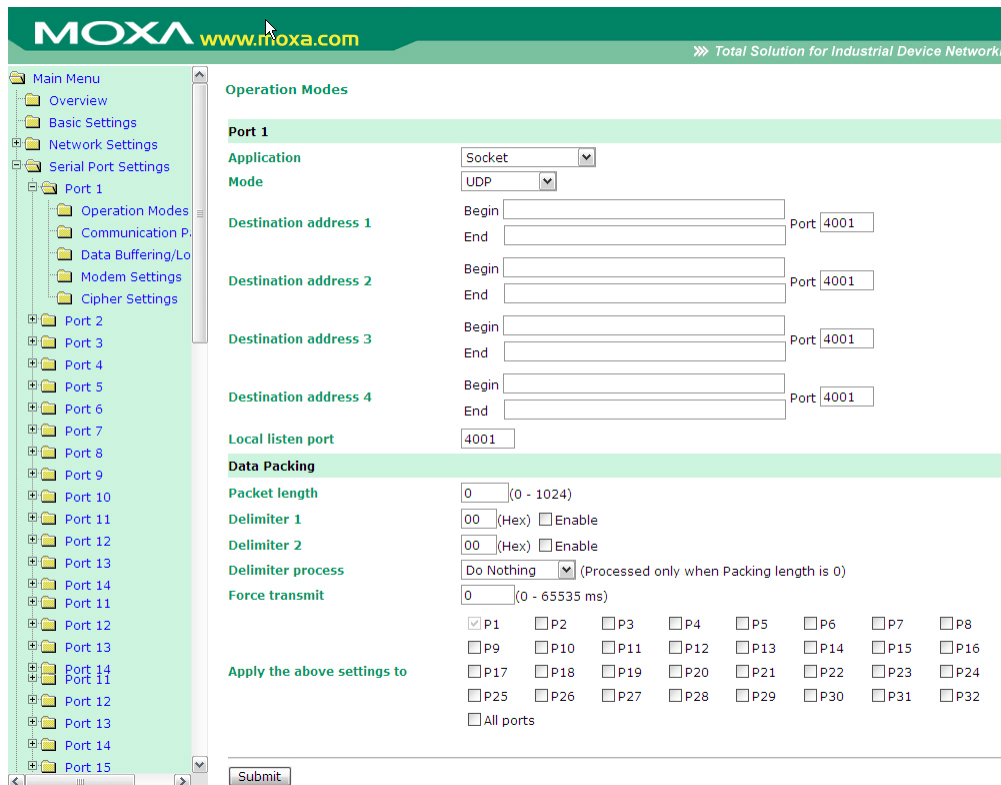 MOXA www.moxa.com
Total Solution for Industrial Device Network
Main Menu
Overview
Basic Settings
Network Settings
Serial Port Settings
Port 1
Operation Modes
Communication P
Data Buffering/Lo
Modem Settings
Cipher Settings
Port 2
Port 3
Port 4
Port 5
Port 6
Port 7
Port 8
Port 9
Port 10
Port 11
Port 12
Port 13
Port 14
Port 11
Port 12
Port 13
Port 14
Port 11
Port 12
Port 13
Port 14
Port 15
Operation Modes
Port 1
Application Socket
Mode UDP
Destination address 1 Begin End Port 4001
Destination address 2 Begin End Port 4001
Destination address 3 Begin End Port 4001
Destination address 4 Begin End Port 4001
Local listen port 4001
Data Packing
Packet length 0 (0 - 1024)
Delimiter 1 00 (Hex) Enable
Delimiter 2 00 (Hex) Enable
Delimiter process Do Nothing (Processed only when Packing length is 0)
Force transmit 0 (0 - 65535 ms)
Apply the above settings to
P1 P2 P3 P4 P5 P6 P7 P8
P9 P10 P11 P12 P13 P14 P15 P16
P17 P18 P19 P20 P21 P22 P23 P24
P25 P26 P27 P28 P29 P30 P31 P32
All ports
Submit